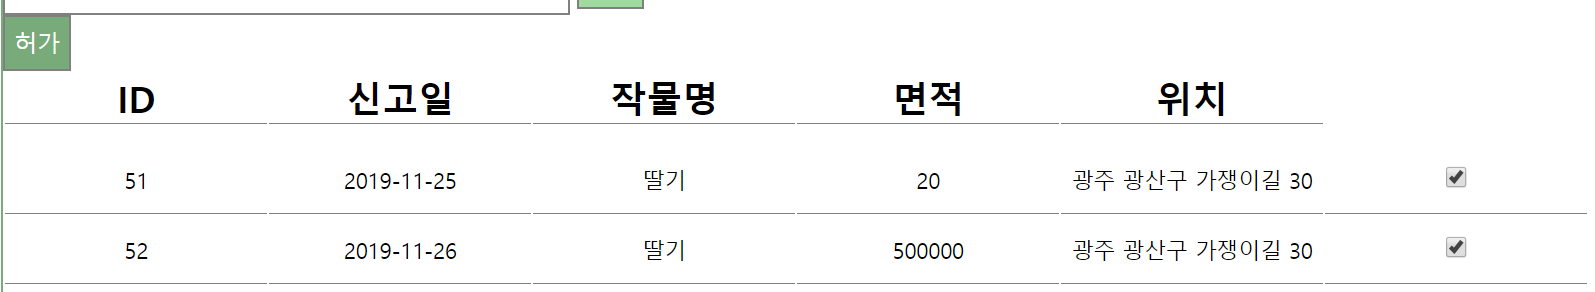 허가
ID 신고일 작물명 면적 위치
51 2019-11-25 딸기 20 광주 광산구 가쟁이길 30
52 2019-11-26 딸기 500000 광주 광산구 가쟁이길 30